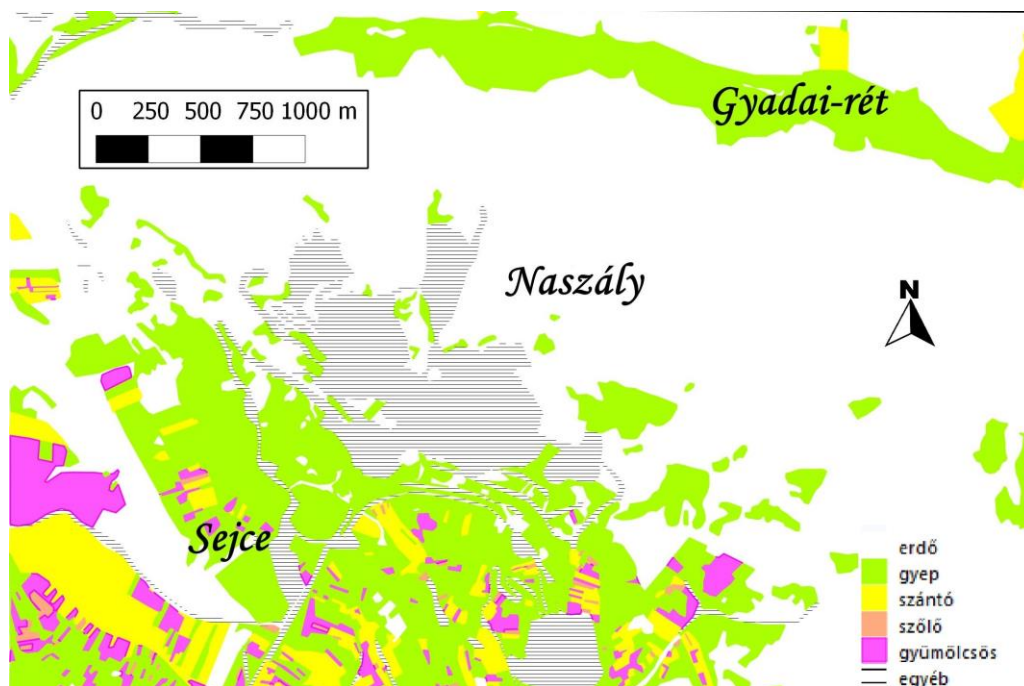 Gyadai-rét
0 250 500 750 1000 m
Naszály
N
Sejce
erdő
gyep
szántó
szőlő
gyümölcsös
egyéb